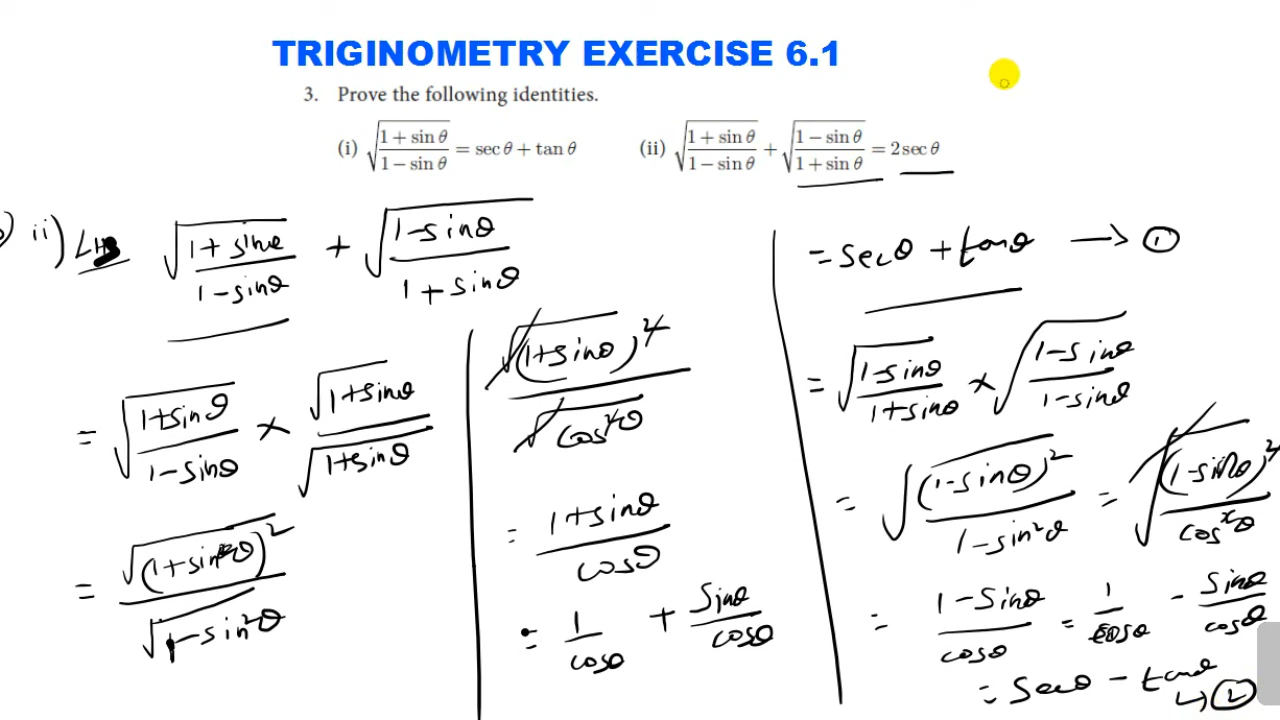 TRIGINOMETRY EXERCISE 6.1
3. Prove the following identities.
(i) √((1 + sin θ)/(1 − sin θ)) = sec θ + tan θ (ii) √((1 + sin θ)/(1 − sin θ)) + √((1 − sin θ)/(1 + sin θ)) = 2 sec θ
ii) LHS √((1 + sinθ)/(1 − sinθ)) + √((1 − sinθ)/(1 + sinθ))
= √((1+sinθ)/(1−sinθ)) × √(1+sinθ)/√(1+sinθ)
= √(1+sinθ)²/√(1−sin²θ)
√(1+sinθ)²/√cos²θ
= (1+sinθ)/cosθ
= 1/cosθ + sinθ/cosθ
= secθ + tanθ → ①
= √((1−sinθ)/(1+sinθ)) × √((1−sinθ)/(1−sinθ))
= √((1−sinθ)²/(1−sin²θ)) = √((1−sinθ)²/cos²θ)
= (1−sinθ)/cosθ = 1/cosθ − sinθ/cosθ
= secθ − tanθ
↳ ②